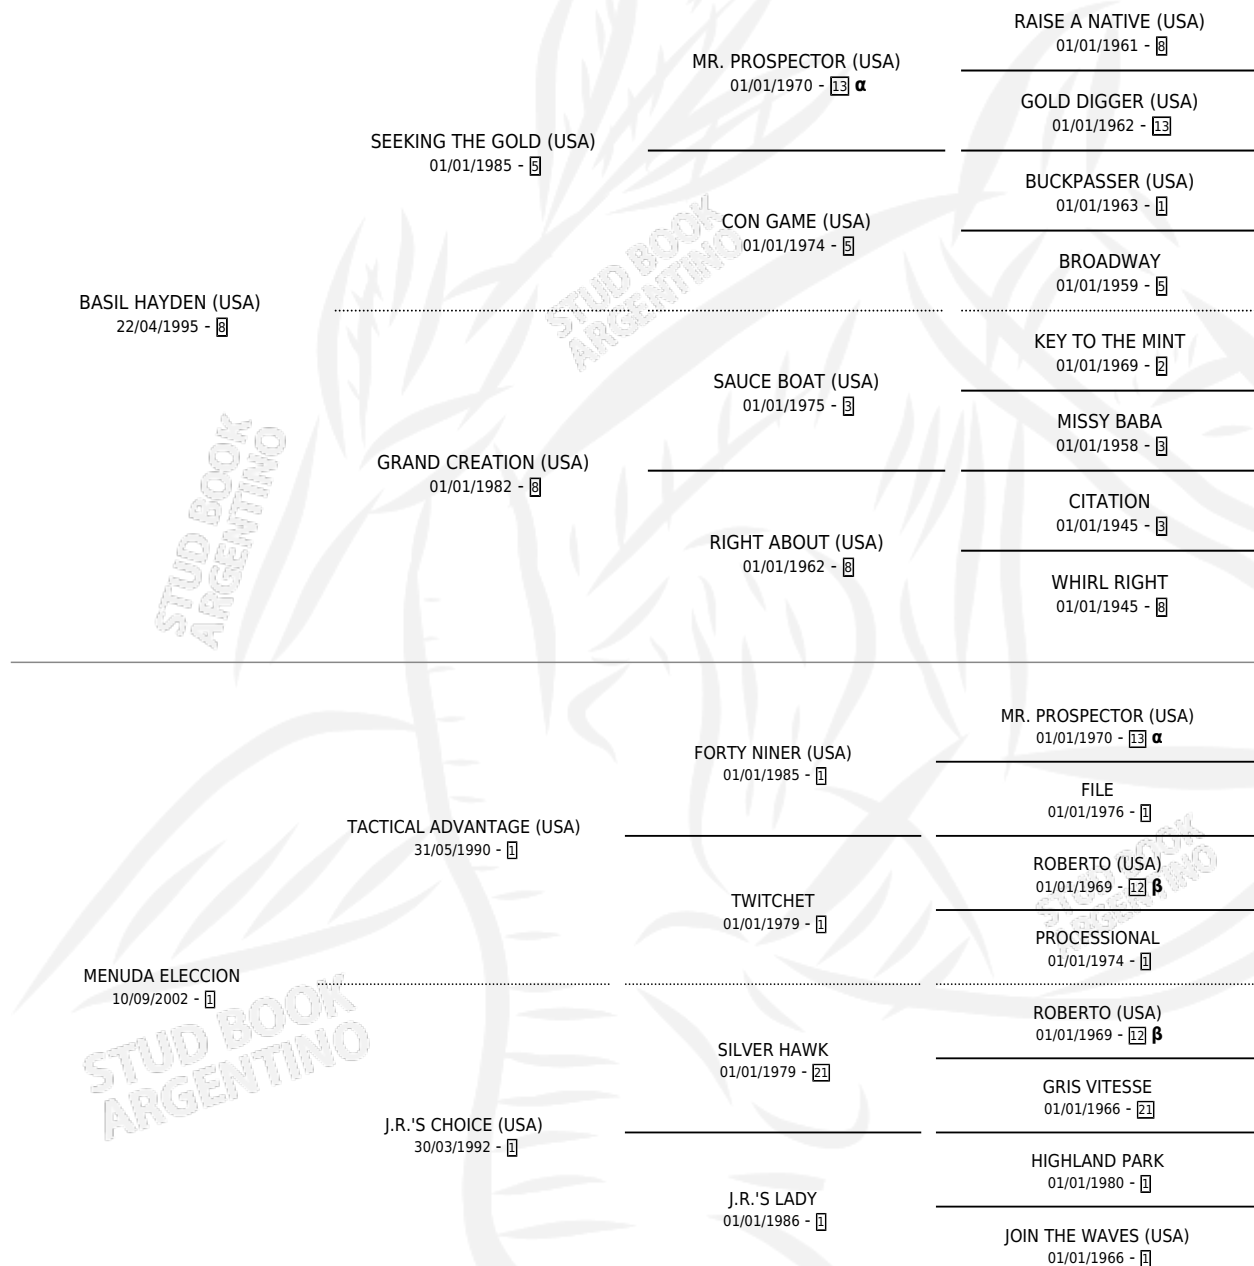 RAISE A NATIVE (USA)
01/01/1961 - 8
MR. PROSPECTOR (USA)
01/01/1970 - 13 α
GOLD DIGGER (USA)
01/01/1962 - 13
SEEKING THE GOLD (USA)
01/01/1985 - 5
BUCKPASSER (USA)
01/01/1963 - 1
CON GAME (USA)
01/01/1974 - 5
BROADWAY
01/01/1959 - 5
BASIL HAYDEN (USA)
22/04/1995 - 8
KEY TO THE MINT
01/01/1969 - 2
SAUCE BOAT (USA)
01/01/1975 - 3
MISSY BABA
01/01/1958 - 3
GRAND CREATION (USA)
01/01/1982 - 8
CITATION
01/01/1945 - 3
RIGHT ABOUT (USA)
01/01/1962 - 8
WHIRL RIGHT
01/01/1945 - 8
MR. PROSPECTOR (USA)
01/01/1970 - 13 α
FORTY NINER (USA)
01/01/1985 - 1
FILE
01/01/1976 - 1
TACTICAL ADVANTAGE (USA)
31/05/1990 - 1
ROBERTO (USA)
01/01/1969 - 12 β
TWITCHET
01/01/1979 - 1
PROCESSIONAL
01/01/1974 - 1
MENUDA ELECCION
10/09/2002 - 1
ROBERTO (USA)
01/01/1969 - 12 β
SILVER HAWK
01/01/1979 - 21
GRIS VITESSE
01/01/1966 - 21
J.R.'S CHOICE (USA)
30/03/1992 - 1
HIGHLAND PARK
01/01/1980 - 1
J.R.'S LADY
01/01/1986 - 1
JOIN THE WAVES (USA)
01/01/1966 - 1
STUD BOOK
ARGENTINO
STUD BOOK
ARGENTINO
STUD BOOK
ARGENTINO
STUD BOOK
ARGENTINO